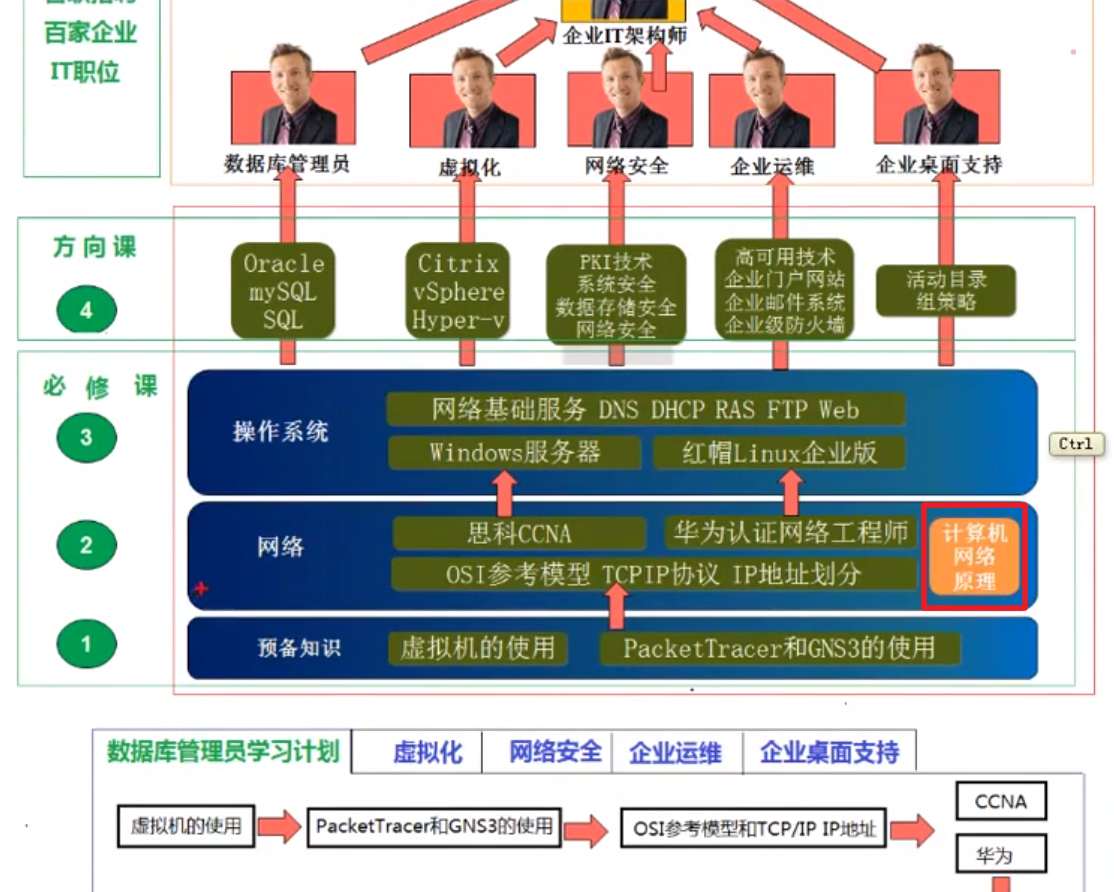 百家企业
IT职位
企业IT架构师
数据库管理员
虚拟化
网络安全
企业运维
企业桌面支持
方向课
4
Oracle
mySQL
SQL
Citrix
vSphere
Hyper-v
PKI技术
系统安全
数据存储安全
网络安全
高可用技术
企业门户网站
企业邮件系统
企业级防火墙
活动目录
组策略
必修课
3
操作系统
网络基础服务 DNS DHCP RAS FTP Web
Windows服务器
红帽Linux企业版
Ctrl
2
网络
思科CCNA
华为认证网络工程师
OSI参考模型 TCPIP协议 IP地址划分
计算机
网络
原理
1
预备知识
虚拟机的使用
PacketTracer和GNS3的使用
数据库管理员学习计划
虚拟化
网络安全
企业运维
企业桌面支持
虚拟机的使用
PacketTracer和GNS3的使用
OSI参考模型和TCP/IP IP地址
CCNA
华为